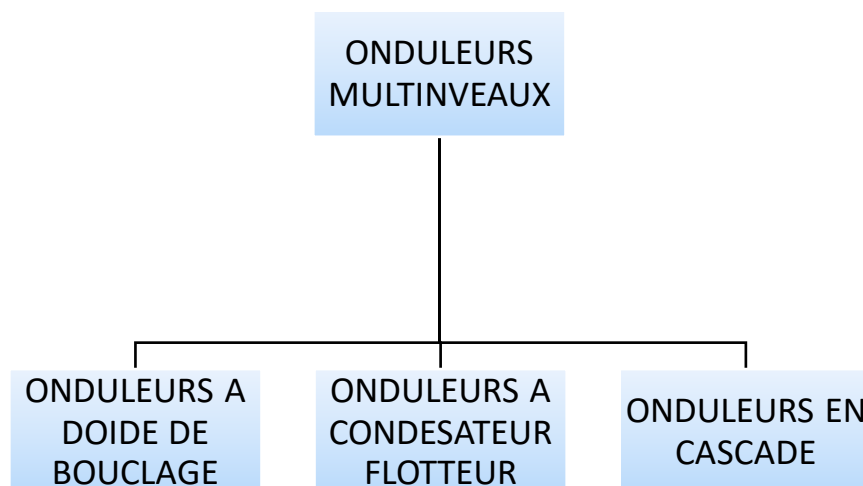 ONDULEURS
MULTINVEAUX
ONDULEURS A
DOIDE DE
BOUCLAGE
ONDULEURS A
CONDESATEUR
FLOTTEUR
ONDULEURS EN
CASCADE